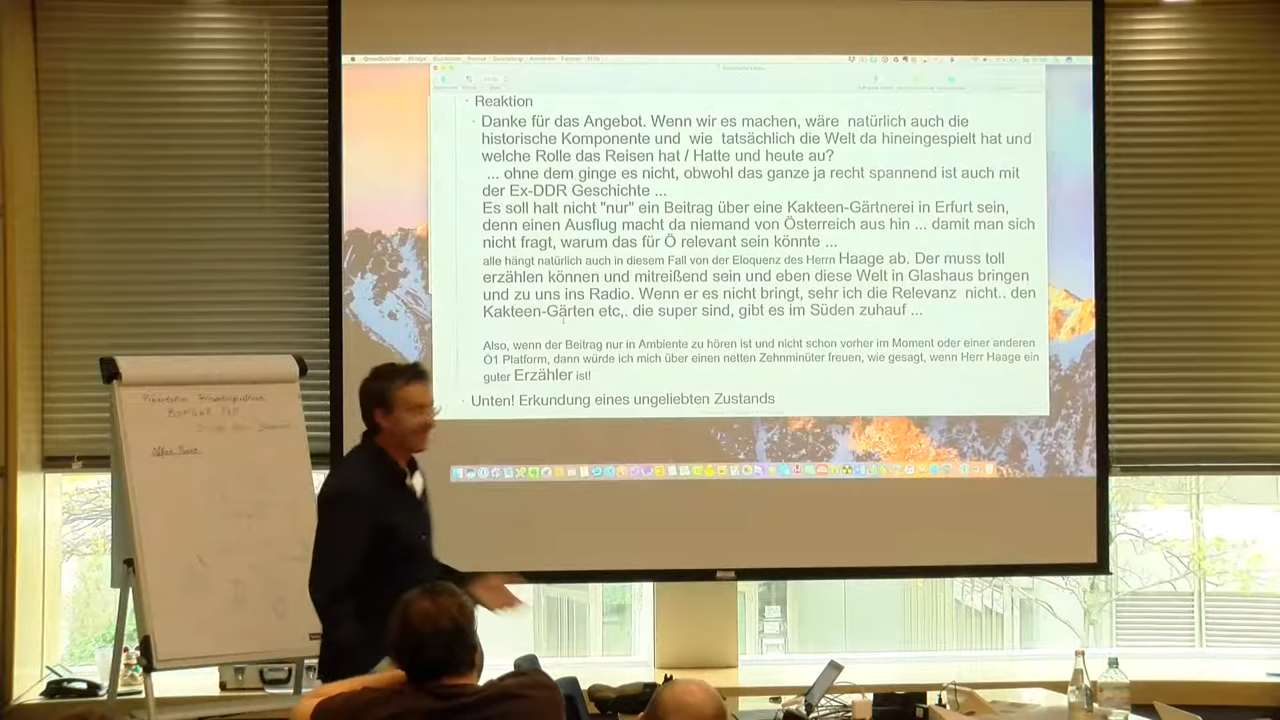 · Reaktion
· Danke für das Angebot. Wenn wir es machen, wäre natürlich auch die
historische Komponente und wie tatsächlich die Welt da hineingespielt hat und
welche Rolle das Reisen hat / Hatte und heute au?
... ohne dem ginge es nicht, obwohl das ganze ja recht spannend ist auch mit
der Ex-DDR Geschichte ...
Es soll halt nicht "nur" ein Beitrag über eine Kakteen-Gärtnerei in Erfurt sein,
denn einen Ausflug macht da niemand von Österreich aus hin ... damit man sich
nicht fragt, warum das für Ö relevant sein könnte ...
alle hängt natürlich auch in diesem Fall von der Eloquenz des Herrn Haage ab. Der muss toll
erzählen können und mitreißend sein und eben diese Welt in Glashaus bringen
und zu uns ins Radio. Wenn er es nicht bringt, sehr ich die Relevanz nicht.. den
Kakteen-Gärten etc,. die super sind, gibt es im Süden zuhauf ...
Also, wenn der Beitrag nur in Ambiente zu hören ist und nicht schon vorher im Moment oder einer anderen
Ö1 Platform, dann würde ich mich über einen netten Zehnminüter freuen, wie gesagt, wenn Herr Haage ein
guter Erzähler ist!
· Unten! Erkundung eines ungeliebten Zustands